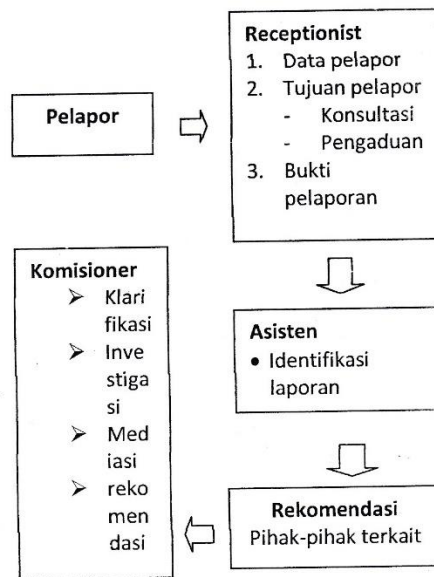 Pelapor
Receptionist
1. Data pelapor
2. Tujuan pelapor
- Konsultasi
- Pengaduan
3. Bukti
pelaporan
Asisten
• Identifikasi
laporan
Rekomendasi
Pihak-pihak terkait
Komisioner
➢ Klari
fikasi
➢ Inve
stiga
si
➢ Med
iasi
➢ reko
men
dasi